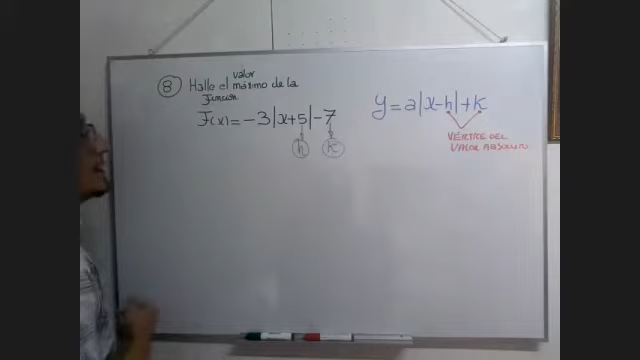 8 Halle el valor máximo de la
Función
F(x) = -3|x+5| - 7
h k
y = a|x-h| + k
VÉRTICE DEL
VALOR ABSOLUTO